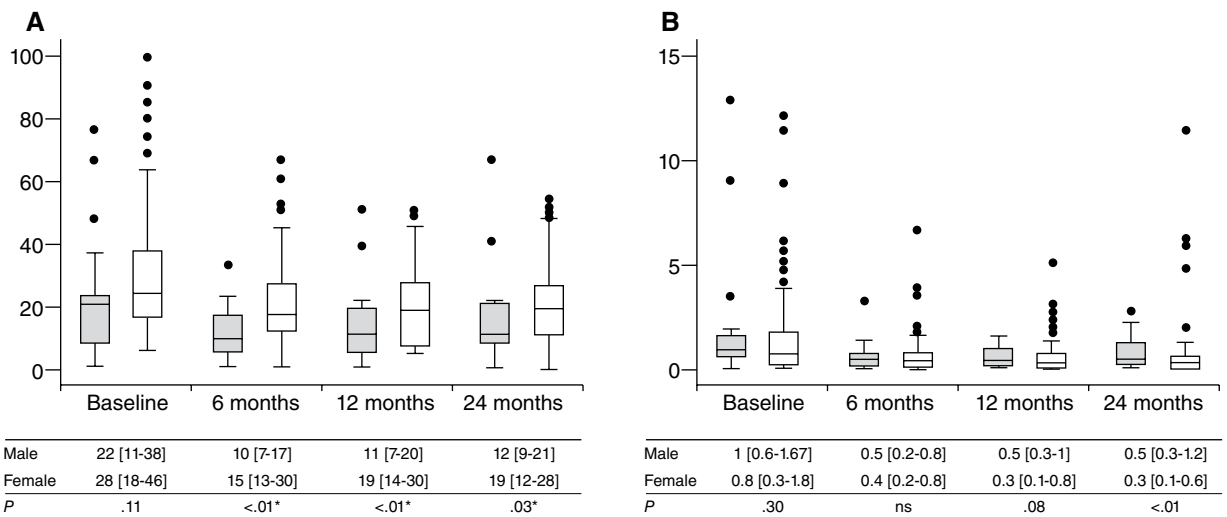 A
100
80
60
40
20
0
Baseline 6 months 12 months 24 months
Male 22 [11-38] 10 [7-17] 11 [7-20] 12 [9-21]
Female 28 [18-46] 15 [13-30] 19 [14-30] 19 [12-28]
P .11 <.01* <.01* .03*
B
15
10
5
0
Baseline 6 months 12 months 24 months
Male 1 [0.6-1.67] 0.5 [0.2-0.8] 0.5 [0.3-1] 0.5 [0.3-1.2]
Female 0.8 [0.3-1.8] 0.4 [0.2-0.8] 0.3 [0.1-0.8] 0.3 [0.1-0.6]
P .30 ns .08 <.01